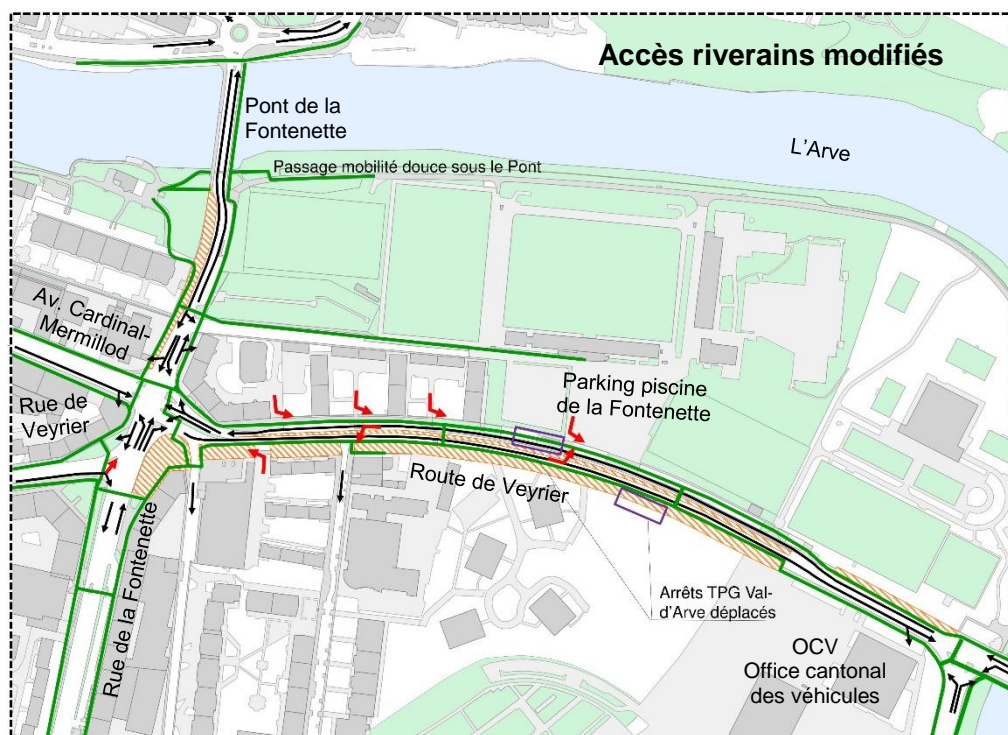 Accès riverains modifiés
Pont de la
Fontenette
L'Arve
Passage mobilité douce sous le Pont
Av. Cardinal-
Mermillod
Rue de
Veyrier
Parking piscine
de la Fontenette
Route de Veyrier
Rue de la Fontenette
Arrêts TPG Val-
d'Arve déplacés
OCV
Office cantonal
des véhicules